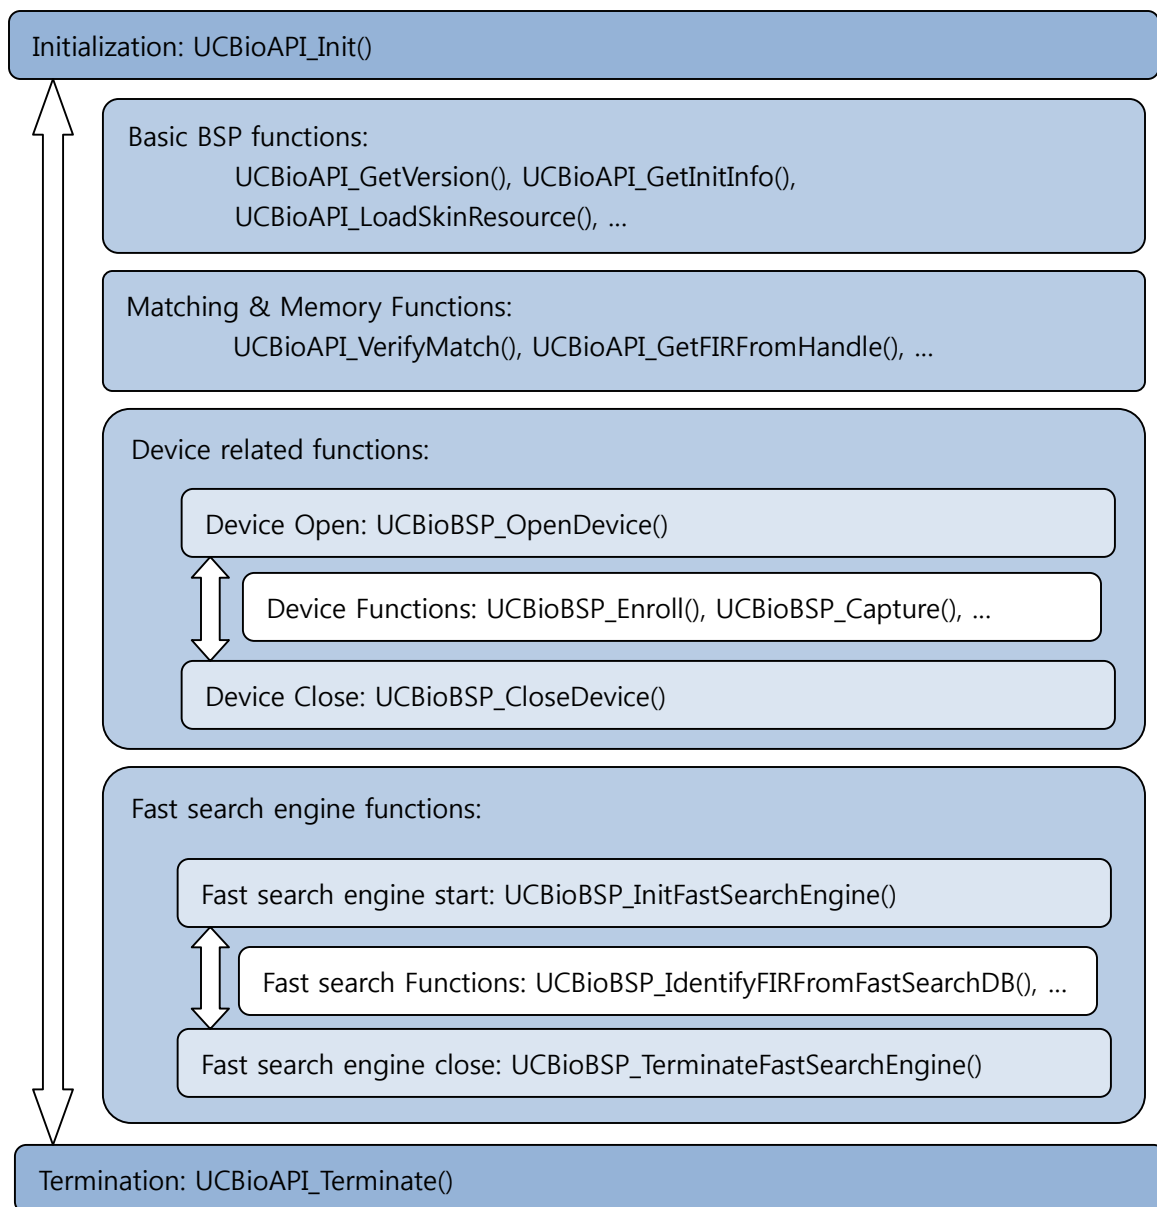 Initialization: UCBioAPI_Init()
Basic BSP functions:
UCBioAPI_GetVersion(), UCBioAPI_GetInitInfo(),
UCBioAPI_LoadSkinResource(), ...
Matching & Memory Functions:
UCBioAPI_VerifyMatch(), UCBioAPI_GetFIRFromHandle(), ...
Device related functions:
Device Open: UCBioBSP_OpenDevice()
Device Functions: UCBioBSP_Enroll(), UCBioBSP_Capture(), ...
Device Close: UCBioBSP_CloseDevice()
Fast search engine functions:
Fast search engine start: UCBioBSP_InitFastSearchEngine()
Fast search Functions: UCBioBSP_IdentifyFIRFromFastSearchDB(), ...
Fast search engine close: UCBioBSP_TerminateFastSearchEngine()
Termination: UCBioAPI_Terminate()